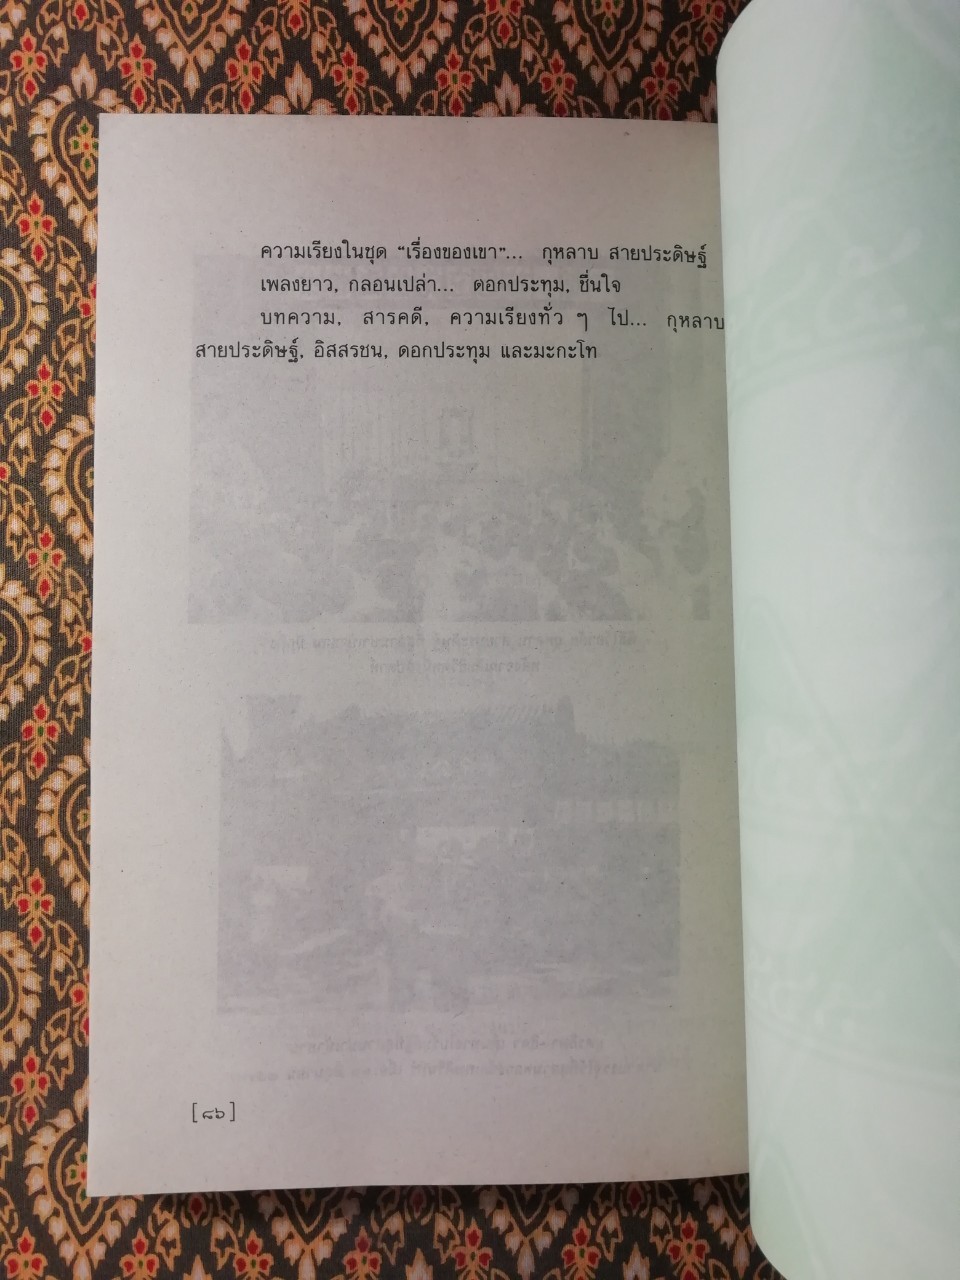 ความเรียงในชุด “เรื่องของเขา”... กุหลาบ สายประดิษฐ์
เพลงยาว, กลอนเปล่า... ดอกประทุม, ชื่นใจ
บทความ, สารคดี, ความเรียงทั่ว ๆ ไป... กุหลาบ
สายประดิษฐ์, อิสสรชน, ดอกประทุม และมะกะโท
[๘๖]